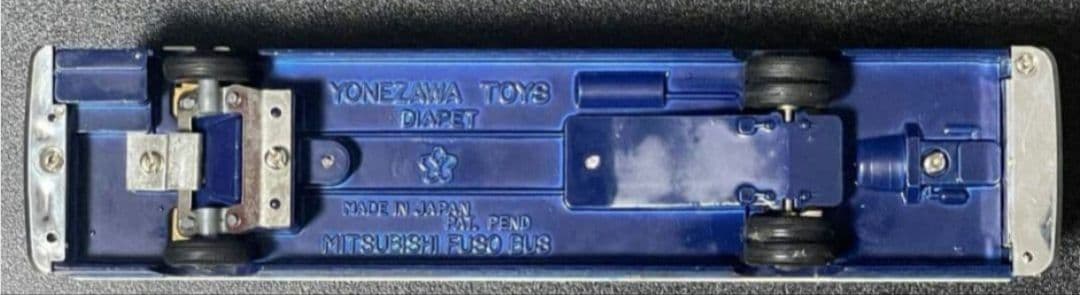 YONEZAWA TOYS
DIAPET
MADE IN JAPAN
PAT. PEND
MITSUBISHI FUSO BUS